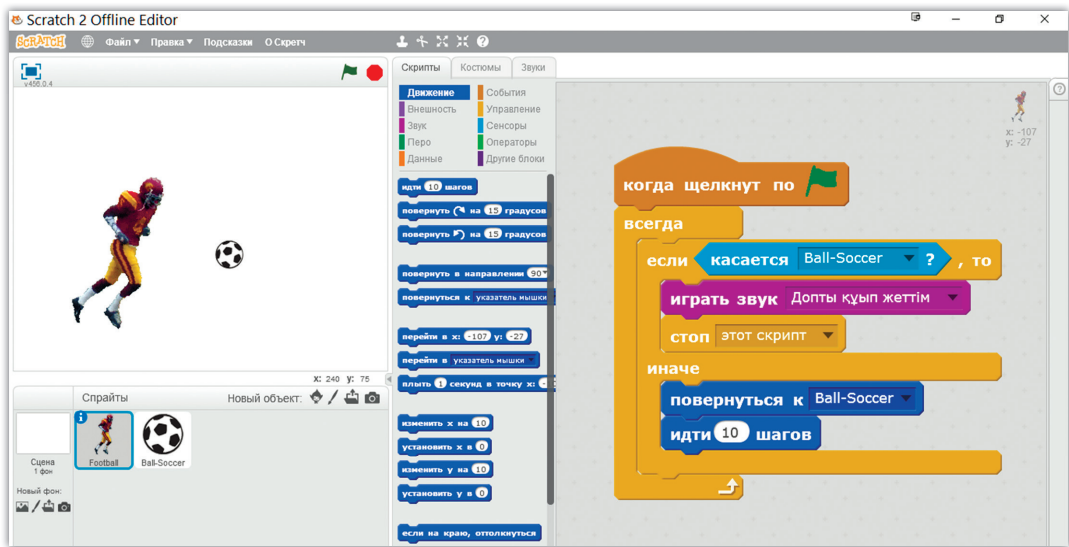 Scratch 2 Offline Editor
SCRATCH Файл Правка Подсказки О Скретч
v456.0.4
Скрипты Костюмы Звуки
Движение События
Внешность Управление
Звук Сенсоры
Перо Операторы
Данные Другие блоки
идти 10 шагов
повернуть на 15 градусов
повернуть на 15 градусов
повернуть в направлении 90
повернуться к указатель мышки
перейти в x: -107 y: -27
перейти в указатель мышки
плыть 1 секунд в точку x:
изменить x на 10
установить x в 0
изменить y на 10
установить y в 0
если на краю, оттолкнуться
x: -107
y: -27
когда щелкнут по
всегда
если касается Ball-Soccer ? , то
играть звук Допты қуып жеттім
стоп этот скрипт
иначе
повернуться к Ball-Soccer
идти 10 шагов
x: 240 y: 75
Спрайты Новый объект:
Сцена
1 фон
Новый фон:
Football Ball-Soccer